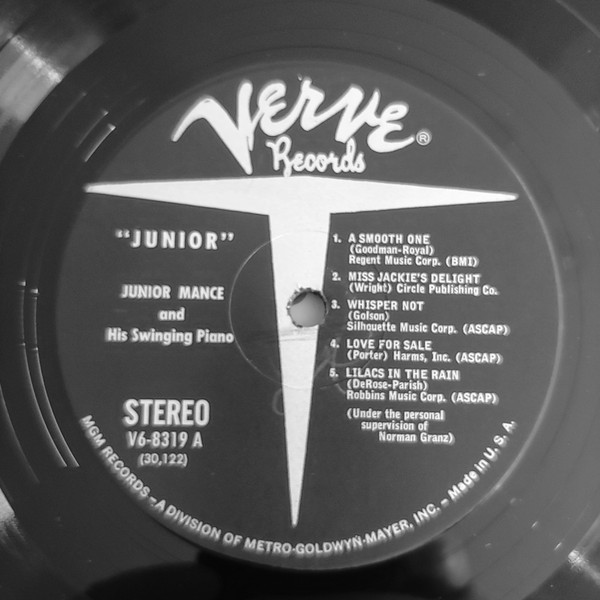 Verve®
Records
"JUNIOR"
JUNIOR MANCE
and
His Swinging Piano
STEREO
V6-8319 A
(30,122)
1. A SMOOTH ONE
(Goodman-Royal)
Regent Music Corp. (BMI)
2. MISS JACKIE'S DELIGHT
(Wright) Circle Publishing Co.
3. WHISPER NOT
(Golson)
Silhouette Music Corp. (ASCAP)
4. LOVE FOR SALE
(Porter) Harms, Inc. (ASCAP)
5. LILACS IN THE RAIN
(DeRose-Parish)
Robbins Music Corp. (ASCAP)
(Under the personal
supervision of
Norman Granz)
MGM RECORDS – A DIVISION OF METRO-GOLDWYN-MAYER, INC. – Made in U. S. A.